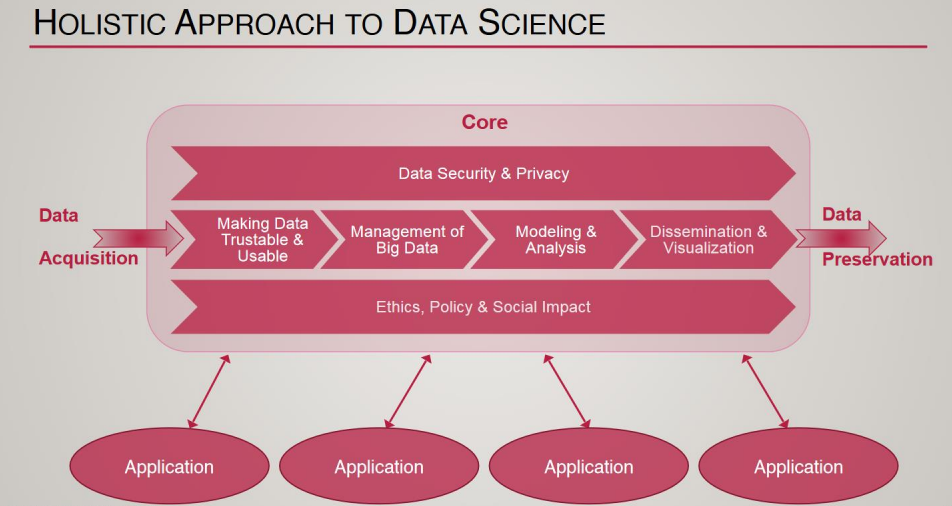 HOLISTIC APPROACH TO DATA SCIENCE
Core
Data Security & Privacy
Data
Acquisition
Making Data
Trustable &
Usable
Management of
Big Data
Modeling &
Analysis
Dissemination &
Visualization
Data
Preservation
Ethics, Policy & Social Impact
Application
Application
Application
Application